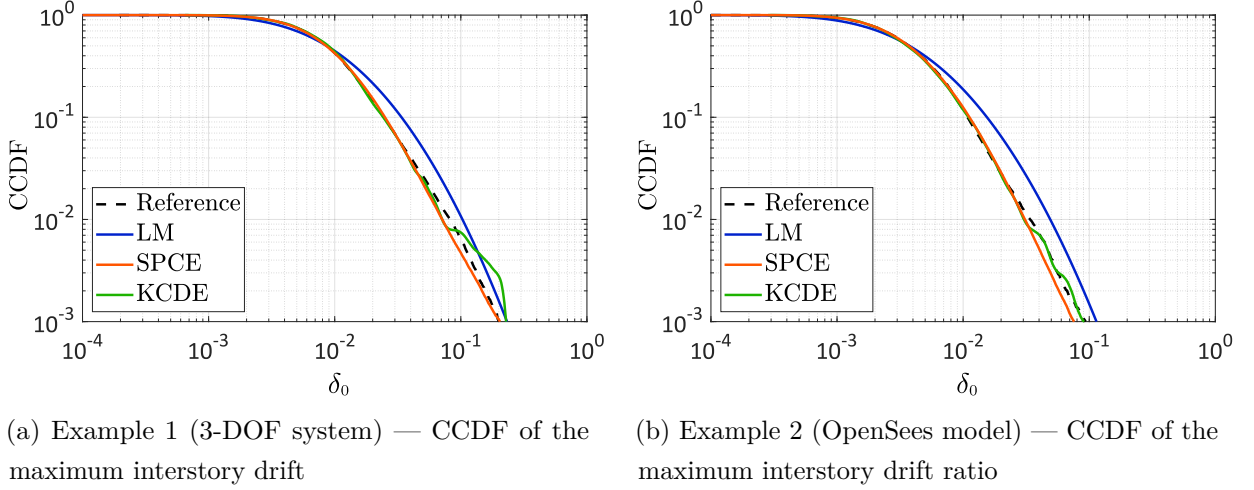 10^0
10^-1
10^-2
10^-3
CCDF
Reference
LM
SPCE
KCDE
10^-4 10^-3 10^-2 10^-1 10^0
δ₀
(a) Example 1 (3-DOF system) — CCDF of the
maximum interstory drift
10^0
10^-1
10^-2
10^-3
CCDF
Reference
LM
SPCE
KCDE
10^-4 10^-3 10^-2 10^-1 10^0
δ₀
(b) Example 2 (OpenSees model) — CCDF of the
maximum interstory drift ratio